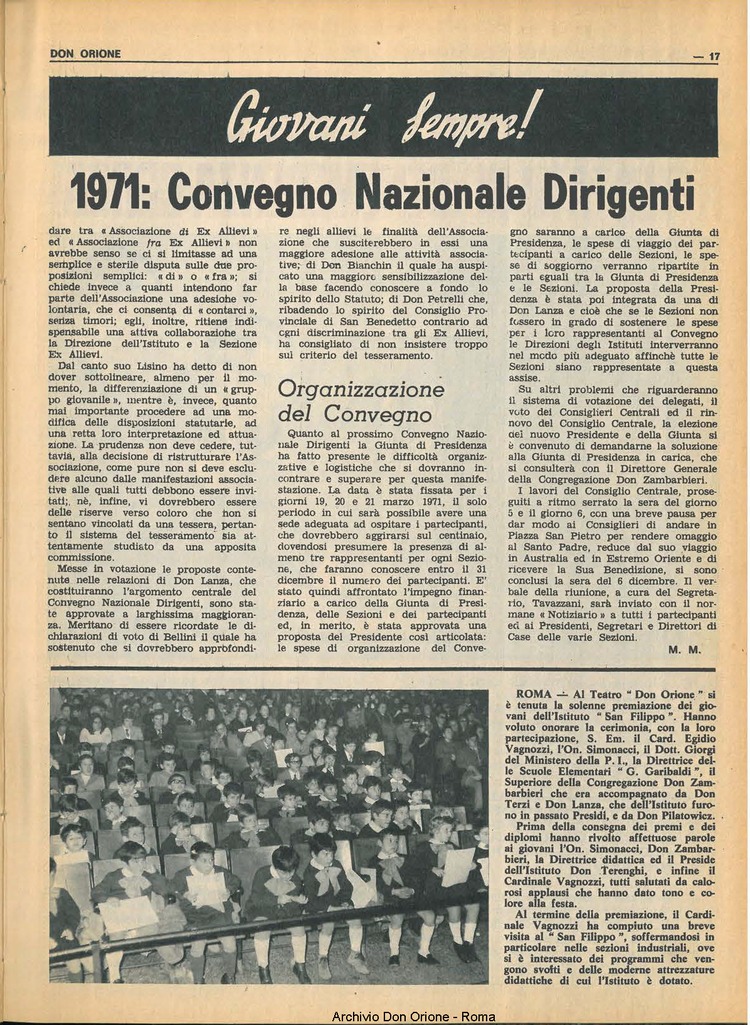 DON ORIONE
— 17
Giovani Sempre!
1971: Convegno Nazionale Dirigenti
dare tra « Associazione di Ex Allievi »
ed « Associazione fra Ex Allievi » non
avrebbe senso se ci si limitasse ad una
semplice e sterile disputa sulle due pro-
posizioni semplici: « di » o « fra »; si
chiede invece a quanti intendono far
parte dell'Associazione una adesione vo-
lontaria, che ci consenta di « contarci »,
senza timori; egli, inoltre, ritiene indi-
spensabile una attiva collaborazione tra
la Direzione dell'Istituto e la Sezione
Ex Allievi.
Dal canto suo Lisino ha detto di non
dover sottolineare, almeno per il mo-
mento, la differenziazione di un « grup-
po giovanile », mentre è, invece, quanto
mai importante procedere ad una mo-
difica delle disposizioni statutarie, ad
una retta loro interpretazione ed attua-
zione. La prudenza non deve cedere, tut-
tavia, alla decisione di ristrutturare l'As-
sociazione, come pure non si deve esclu-
dere alcuno dalle manifestazioni associa-
tive alle quali tutti debbono essere invi-
tati; nè, infine, vi dovrebbero essere
delle riserve verso coloro che non si
sentano vincolati da una tessera, pertan-
to il sistema del tesseramento sia at-
tentamente studiato da una apposita
commissione.
Messe in votazione le proposte conte-
nute nelle relazioni di Don Lanza, che
costituiranno l'argomento centrale del
Convegno Nazionale Dirigenti, sono sta-
te approvate a larghissima maggioran-
za. Meritano di essere ricordate le di-
chiarazioni di voto di Bellini il quale ha
sostenuto che si dovrebbero approfondi-
re negli allievi le finalità dell'Associa-
zione che susciterebbero in essi una
maggiore adesione alle attività associa-
tive; di Don Bianchin il quale ha auspi-
cato una maggiore sensibilizzazione del-
la base facendo conoscere a fondo lo
spirito dello Statuto; di Don Petrelli che,
ribadendo lo spirito del Consiglio Pro-
vinciale di San Benedetto contrario ad
ogni discriminazione tra gli Ex Allievi,
ha consigliato di non insistere troppo
sul criterio del tesseramento.
Organizzazione
del Convegno
Quanto al prossimo Convegno Nazio-
nale Dirigenti la Giunta di Presidenza
ha fatto presente le difficoltà organiz-
zative e logistiche che si dovranno in-
contrare e superare per questa manife-
stazione. La data è stata fissata per i
giorni 19, 20 e 21 marzo 1971, il solo
periodo in cui sarà possibile avere una
sede adeguata ad ospitare i partecipanti,
che dovrebbero aggirarsi sul centinaio,
dovendosi presumere la presenza di al-
meno tre rappresentanti per ogni Sezio-
ne, che faranno conoscere entro il 31
dicembre il numero dei partecipanti. E'
stato quindi affrontato l'impegno finan-
ziario a carico della Giunta di Presi-
denza, delle Sezioni e dei partecipanti
ed, in merito, è stata approvata una
proposta del Presidente così articolata:
le spese di organizzazione del Conve-
gno saranno a carico della Giunta di
Presidenza, le spese di viaggio dei par-
tecipanti a carico delle Sezioni, le spe-
se di soggiorno verranno ripartite in
parti eguali tra la Giunta di Presidenza
e le Sezioni. La proposta della Presi-
denza è stata poi integrata da una di
Don Lanza e cioè che se le Sezioni non
fossero in grado di sostenere le spese
per i loro rappresentanti al Convegno
le Direzioni degli Istituti interverranno
nel modo più adeguato affinchè tutte le
Sezioni siano rappresentate a questa
assise.
Su altri problemi che riguarderanno
il sistema di votazione dei delegati, il
voto dei Consiglieri Centrali ed il rin-
novo del Consiglio Centrale, la elezione
del nuovo Presidente e della Giunta si
è convenuto di demandarne la soluzione
alla Giunta di Presidenza in carica, che
si consulterà con il Direttore Generale
della Congregazione Don Zambarbieri.
I lavori del Consiglio Centrale, prose-
guiti a ritmo serrato la sera del giorno
5 e il giorno 6, con una breve pausa per
dar modo ai Consiglieri di andare in
Piazza San Pietro per rendere omaggio
al Santo Padre, reduce dal suo viaggio
in Australia ed in Estremo Oriente e di
ricevere la Sua Benedizione, si sono
conclusi la sera del 6 dicembre. Il ver-
bale della riunione, a cura del Segreta-
rio, Tavazzani, sarà inviato con il nor-
mane « Notiziario » a tutti i partecipanti
ed ai Presidenti, Segretari e Direttori di
Case delle varie Sezioni.
M. M.
ROMA — Al Teatro " Don Orione " si
è tenuta la solenne premiazione dei gio-
vani dell'Istituto " San Filippo ". Hanno
voluto onorare la cerimonia, con la loro
partecipazione, S. Em. il Card. Egidio
Vagnozzi, l'On. Simonacci, il Dott. Giorgi
del Ministero della P. I., la Direttrice del-
le Scuole Elementari " G. Garibaldi ", il
Superiore della Congregazione Don Zam-
barbieri che era accompagnato da Don
Terzi e Don Lanza, che dell'Istituto furo-
no in passato Presidi, e da Don Pilatowicz.
Prima della consegna dei premi e dei
diplomi hanno rivolto affettuose parole
ai giovani l'On. Simonacci, Don Zambar-
bieri, la Direttrice didattica ed il Preside
dell'Istituto Don Terenghi, e infine il
Cardinale Vagnozzi, tutti salutati da calo-
rosi applausi che hanno dato tono e co-
lore alla festa.
Al termine della premiazione, il Cardi-
nale Vagnozzi ha compiuto una breve
visita al " San Filippo ", soffermandosi in
particolare nelle sezioni industriali, ove
si è interessato dei programmi che ven-
gono svolti e delle moderne attrezzature
didattiche di cui l'Istituto è dotato.
Archivio Don Orione - Roma